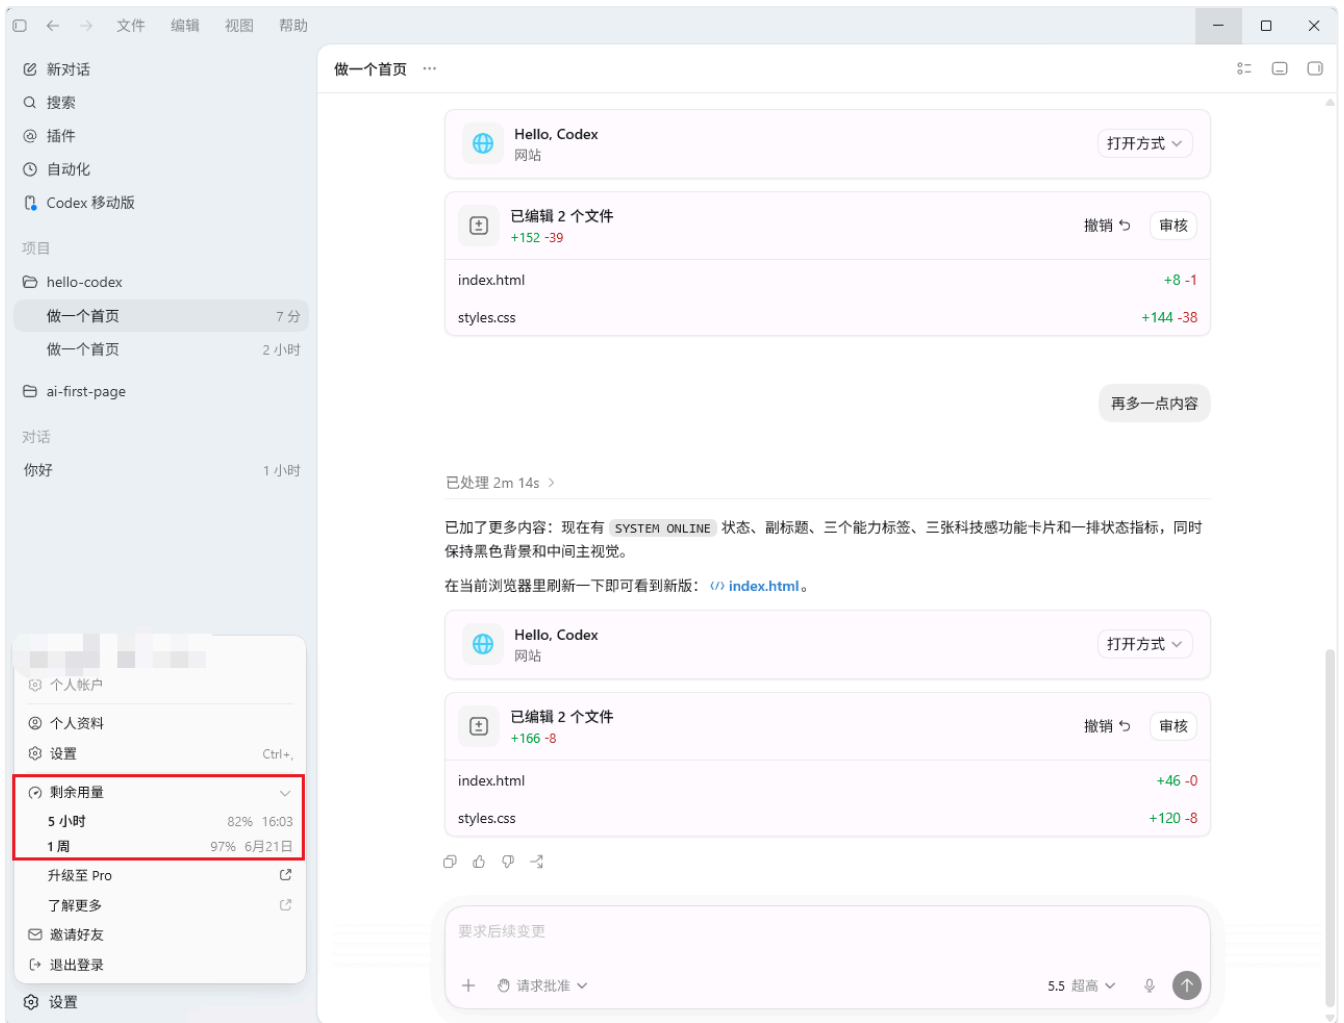 文件 编辑 视图 帮助
新对话
搜索
插件
自动化
Codex 移动版
项目
hello-codex
做一个首页 7 分
做一个首页 2 小时
ai-first-page
对话
你好 1 小时
个人帐户
个人资料
设置 Ctrl+,
剩余用量
5 小时 82% 16:03
1 周 97% 6月21日
升级至 Pro
了解更多
邀请好友
退出登录
设置
做一个首页 ···
Hello, Codex
网站
打开方式
已编辑 2 个文件
+152 -39
撤销 审核
index.html +8 -1
styles.css +144 -38
再多一点内容
已处理 2m 14s
已加了更多内容：现在有 SYSTEM ONLINE 状态、副标题、三个能力标签、三张科技感功能卡片和一排状态指标，同时
保持黑色背景和中间主视觉。
在当前浏览器里刷新一下即可看到新版： index.html。
Hello, Codex
网站
打开方式
已编辑 2 个文件
+166 -8
撤销 审核
index.html +46 -0
styles.css +120 -8
要求后续变更
请求批准 5.5 超高